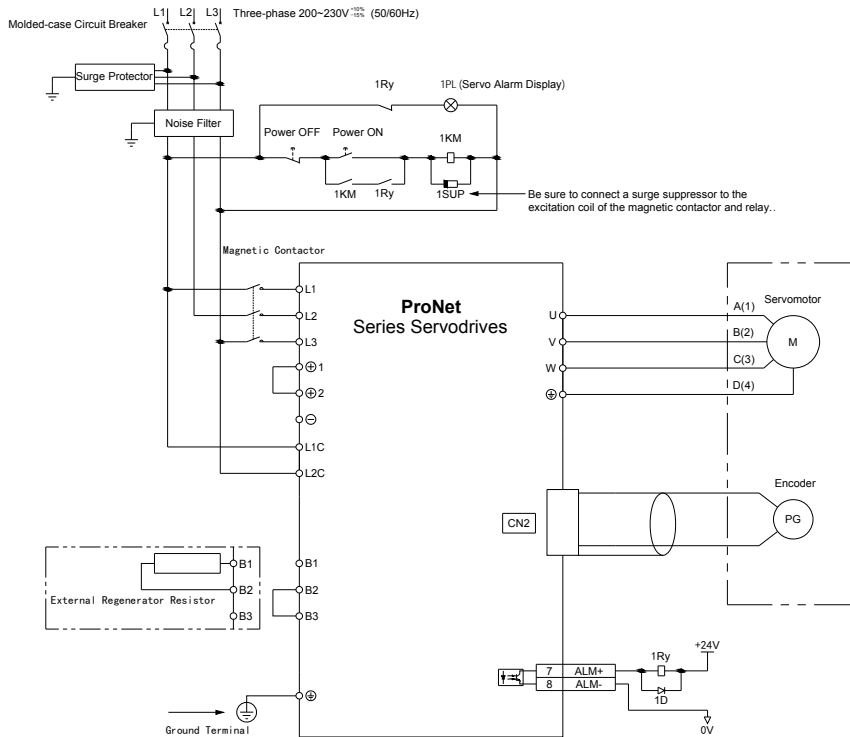 L1 L2 L3 Three-phase 200~230V +10% -15% (50/60Hz)
Molded-case Circuit Breaker
Surge Protector
1Ry 1PL (Servo Alarm Display)
Noise Filter
Power OFF Power ON 1KM
1KM 1Ry 1SUP
Be sure to connect a surge suppressor to the
excitation coil of the magnetic contactor and relay..
Magnetic Contactor
L1
L2
L3
1
2
L1C
L2C
B1
B2
B3
ProNet
Series Servodrives
U
V
W
A(1)
B(2)
C(3)
D(4)
Servomotor
M
CN2
Encoder
PG
External Regenerator Resistor
B1
B2
B3
7 ALM+
8 ALM-
1Ry
1D
+24V
0V
Ground Terminal